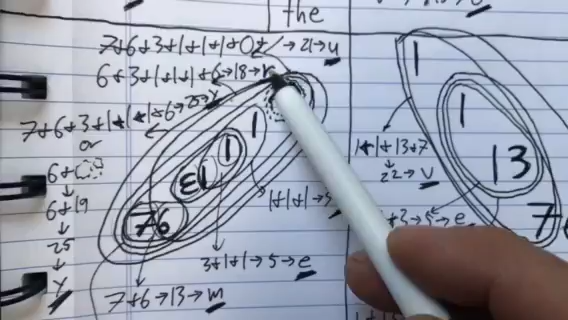 the
7+6+3+1+1+1+0+2/→21→u
6+3+1+1+1+6→18→r
7+6+3+1+1+1+6→25→Y
or
6+
6+19
↓
25
↓
Y
1
1
13
76
1+1+1→
3+1+1→5→e
7+6→13→m
1
1
13
7
1+1+13+7
↓
22→v
+3→5→e